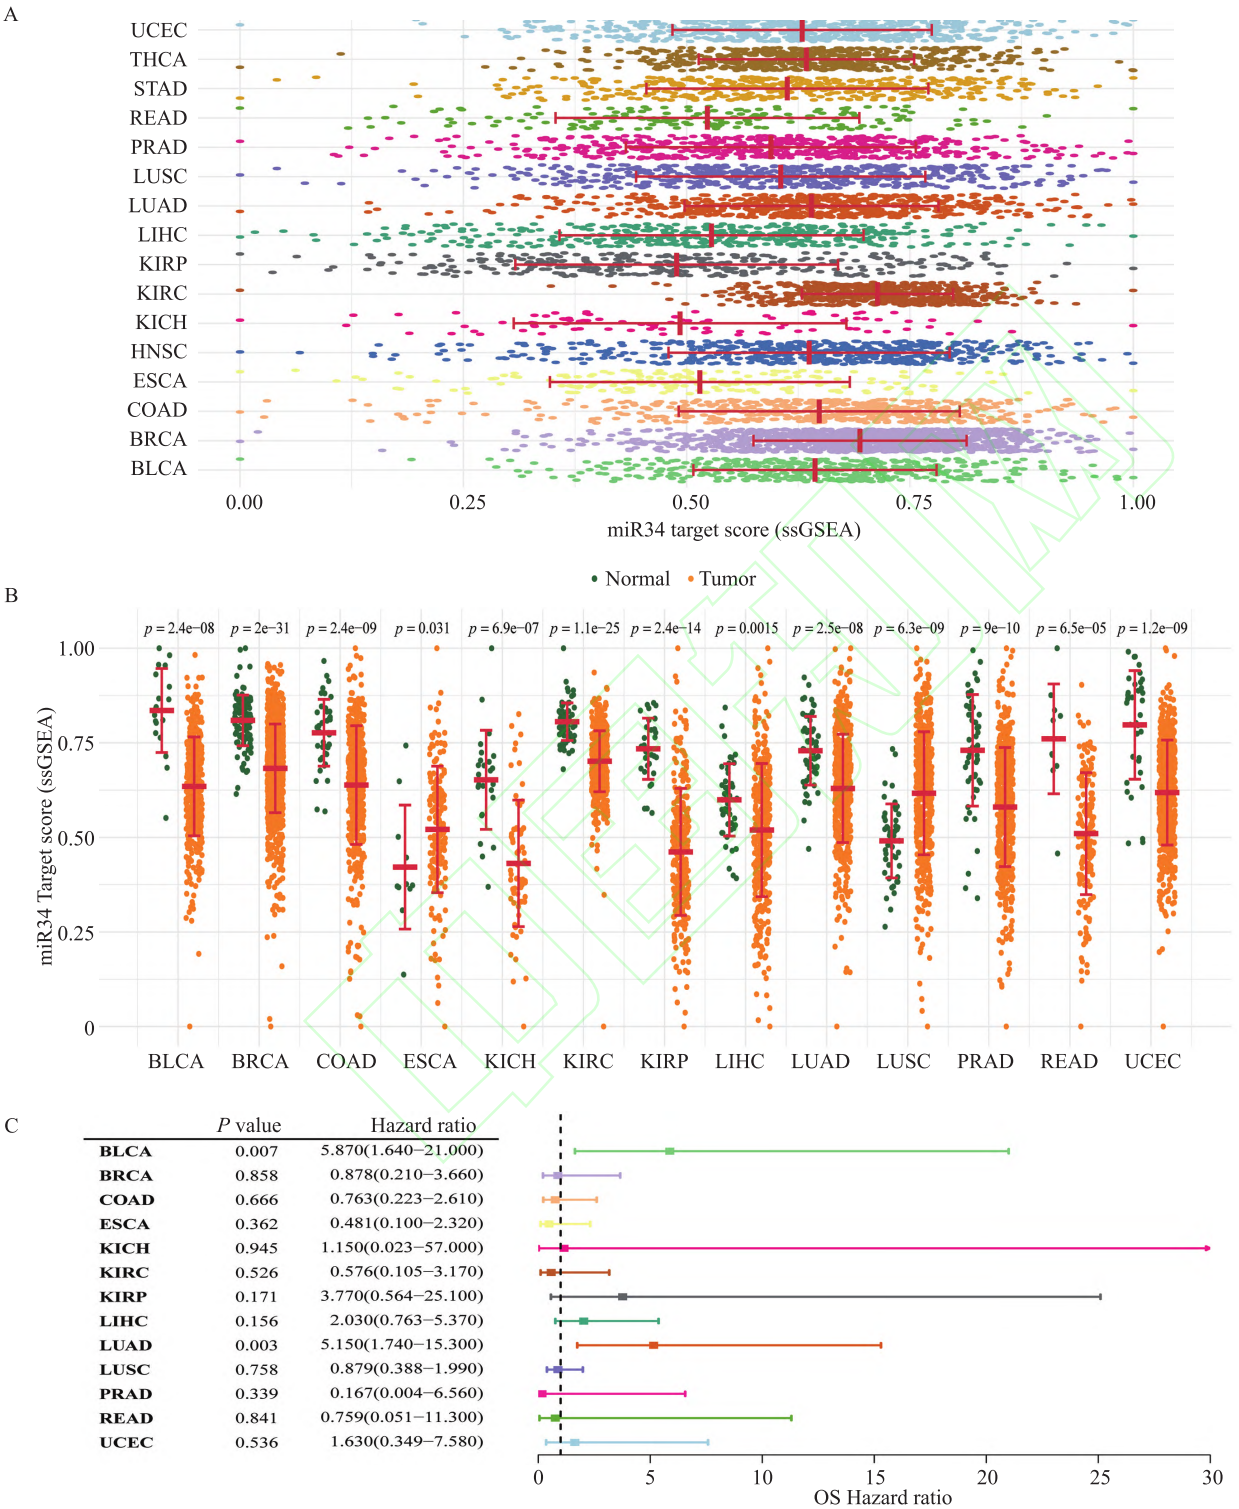 A
UCEC
THCA
STAD
READ
PRAD
LUSC
LUAD
LIHC
KIRP
KIRC
KICH
HNSC
ESCA
COAD
BRCA
BLCA
0.00 0.25 0.50 0.75 1.00
miR34 target score (ssGSEA)
Normal Tumor
B
p = 2.4e−08 p = 2e−31 p = 2.4e−09 p = 0.031 p = 6.9e−07 p = 1.1e−25 p = 2.4e−14 p = 0.0015 p = 2.5e−08 p = 6.3e−09 p = 9e−10 p = 6.5e−05 p = 1.2e−09
miR34 Target score (ssGSEA)
1.00
0.75
0.50
0.25
0
BLCA BRCA COAD ESCA KICH KIRC KIRP LIHC LUAD LUSC PRAD READ UCEC
C
P value Hazard ratio
BLCA 0.007 5.870(1.640−21.000)
BRCA 0.858 0.878(0.210−3.660)
COAD 0.666 0.763(0.223−2.610)
ESCA 0.362 0.481(0.100−2.320)
KICH 0.945 1.150(0.023−57.000)
KIRC 0.526 0.576(0.105−3.170)
KIRP 0.171 3.770(0.564−25.100)
LIHC 0.156 2.030(0.763−5.370)
LUAD 0.003 5.150(1.740−15.300)
LUSC 0.758 0.879(0.388−1.990)
PRAD 0.339 0.167(0.004−6.560)
READ 0.841 0.759(0.051−11.300)
UCEC 0.536 1.630(0.349−7.580)
0 5 10 15 20 25 30
OS Hazard ratio